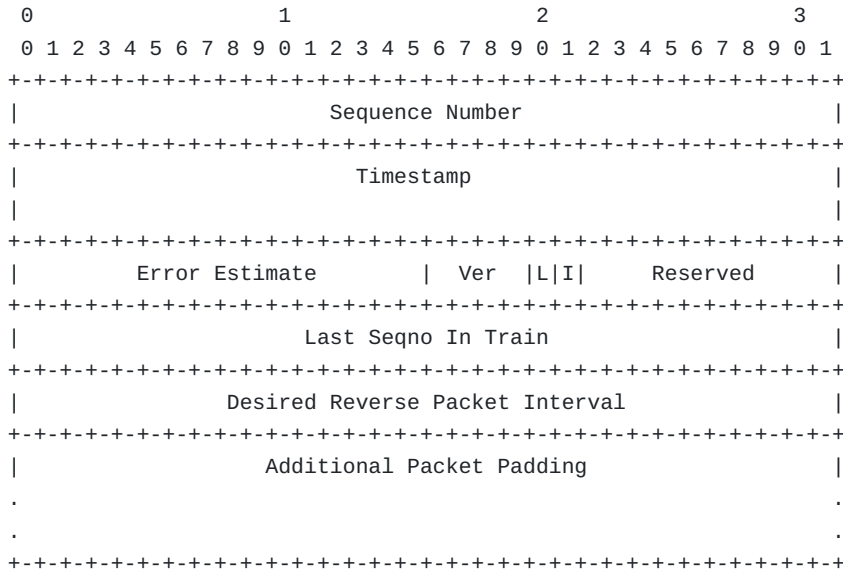 0                   1                   2                   3
 0 1 2 3 4 5 6 7 8 9 0 1 2 3 4 5 6 7 8 9 0 1 2 3 4 5 6 7 8 9 0 1
+-+-+-+-+-+-+-+-+-+-+-+-+-+-+-+-+-+-+-+-+-+-+-+-+-+-+-+-+-+-+-+-+
|                        Sequence Number                        |
+-+-+-+-+-+-+-+-+-+-+-+-+-+-+-+-+-+-+-+-+-+-+-+-+-+-+-+-+-+-+-+-+
|                          Timestamp                            |
|                                                               |
+-+-+-+-+-+-+-+-+-+-+-+-+-+-+-+-+-+-+-+-+-+-+-+-+-+-+-+-+-+-+-+-+
|         Error Estimate        |  Ver  |L|I|     Reserved      |
+-+-+-+-+-+-+-+-+-+-+-+-+-+-+-+-+-+-+-+-+-+-+-+-+-+-+-+-+-+-+-+-+
|                      Last Seqno In Train                      |
+-+-+-+-+-+-+-+-+-+-+-+-+-+-+-+-+-+-+-+-+-+-+-+-+-+-+-+-+-+-+-+-+
|                Desired Reverse Packet Interval                |
+-+-+-+-+-+-+-+-+-+-+-+-+-+-+-+-+-+-+-+-+-+-+-+-+-+-+-+-+-+-+-+-+
|                   Additional Packet Padding                   |
.                                                               .
.                                                               .
+-+-+-+-+-+-+-+-+-+-+-+-+-+-+-+-+-+-+-+-+-+-+-+-+-+-+-+-+-+-+-+-+